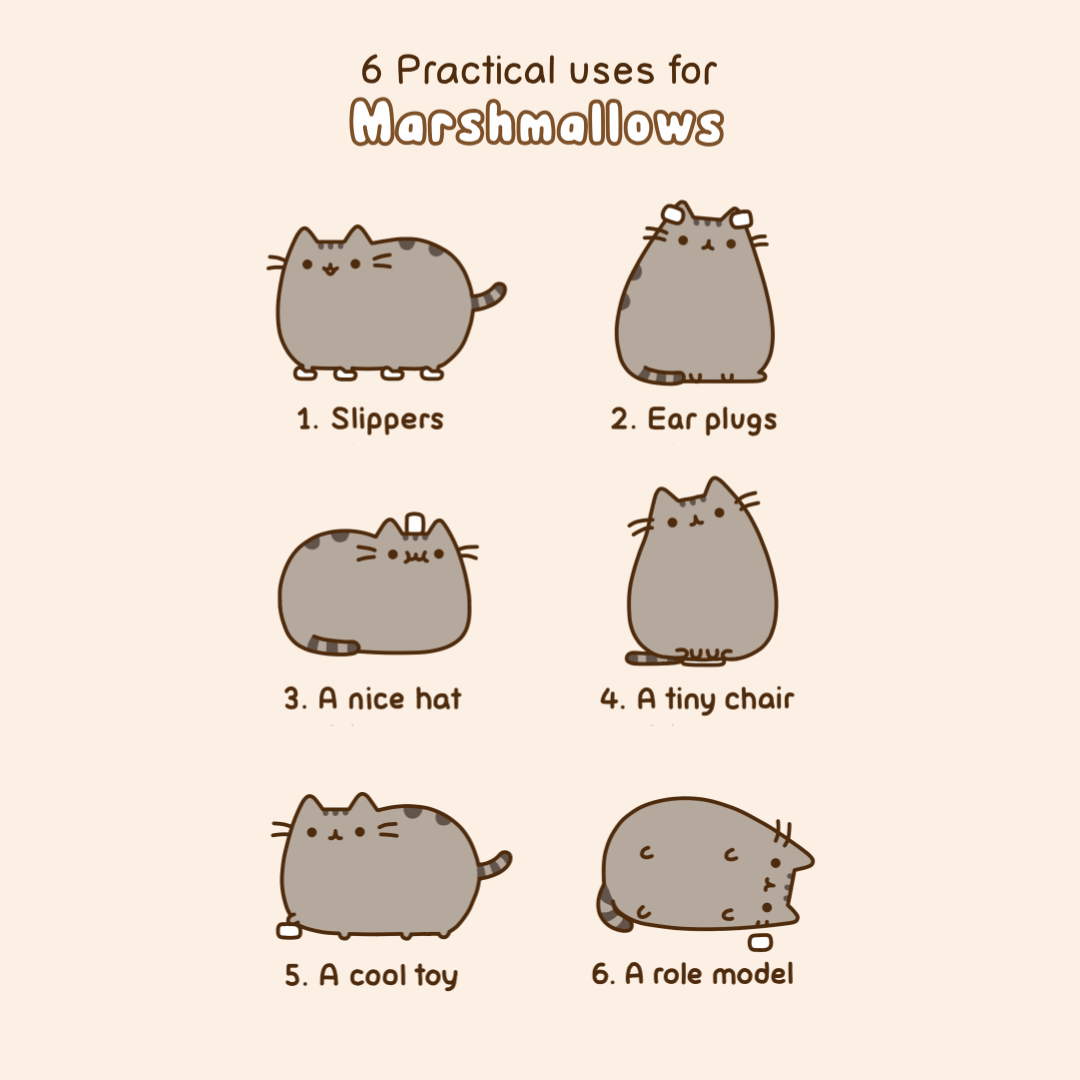 6 Practical uses for
Marshmallows
1. Slippers
2. Ear plugs
3. A nice hat
4. A tiny chair
5. A cool toy
6. A role model